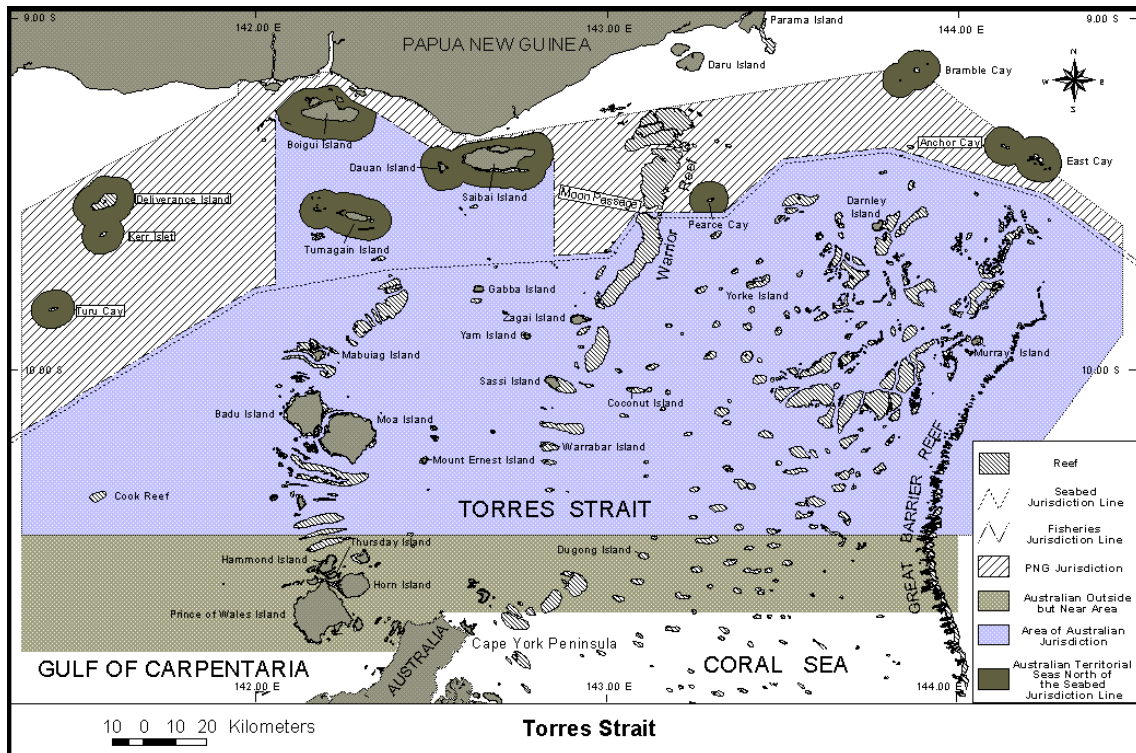 9.00 S
142.00 E
143.00 E
144.00 E
9.00 S
Parama Island
PAPUA NEW GUINEA
Daru Island
Bramble Cay
N
W
E
S
Boigui Island
Anchor Cay
East Cay
Dauan Island
Saibai Island
Moon Passage
Warrior
Reef
Pearce Cay
Deliverance Island
Kerr Islet
Tumagain Island
Darnley
Island
Turu Cay
Gabba Island
Yorke Island
Zagai Island
Yam Island
Mabuiag Island
Murray Island
10.00 S
10.00 S
Sassi Island
Coconut Island
Badu Island
Moa Island
Warrabar Island
Mount Ernest Island
Cook Reef
TORRES STRAIT
GREAT BARRIER REEF
Thursday Island
Hammond Island
Dugong Island
Horn Island
Prince of Wales Island
AUSTRALIA
Cape York Peninsula
GULF OF CARPENTARIA
CORAL SEA
142.00 E
143.00 E
144.00
Reef
Seabed
Jurisdiction Line
Fisheries
Jurisdiction Line
PNG Jurisdiction
Australian Outside
but Near Area
Area of Australian
Jurisdiction
Australian Territorial
Seas North of
the Seabed
Jurisdiction Line
10 0 10 20 Kilometers
Torres Strait